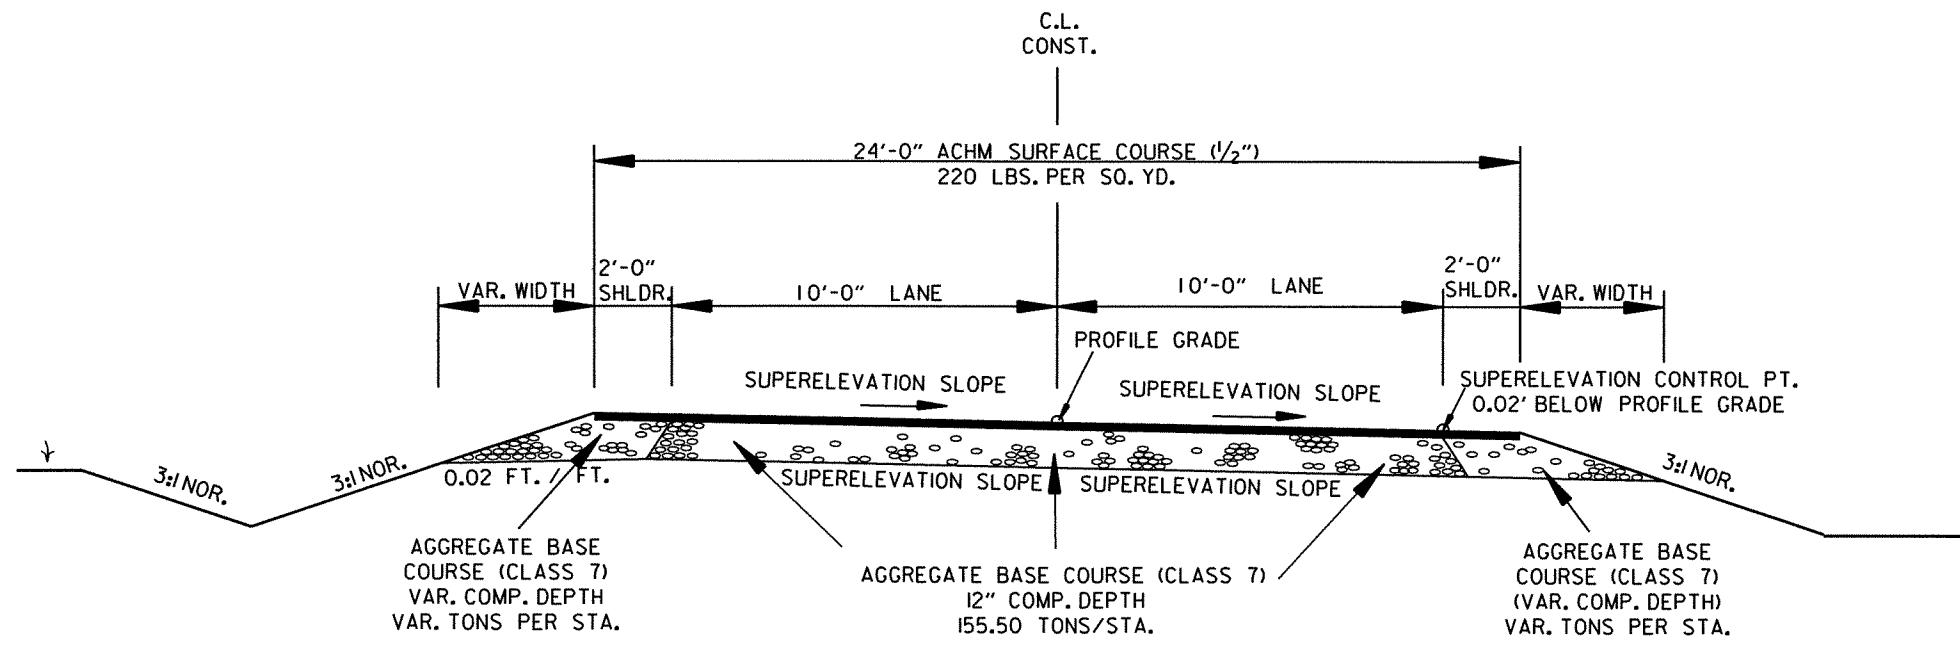 C.L.
CONST.
24'-0" ACHM SURFACE COURSE (1/2")
220 LBS. PER SQ. YD.
VAR. WIDTH
2'-0"
SHLDR.
10'-0" LANE
10'-0" LANE
2'-0"
SHLDR.
VAR. WIDTH
PROFILE GRADE
SUPERELEVATION SLOPE
SUPERELEVATION SLOPE
SUPERELEVATION CONTROL PT.
0.02' BELOW PROFILE GRADE
3:1 NOR.
3:1 NOR.
0.02 FT. / FT.
SUPERELEVATION SLOPE
SUPERELEVATION SLOPE
3:1 NOR.
AGGREGATE BASE
COURSE (CLASS 7)
VAR. COMP. DEPTH
VAR. TONS PER STA.
AGGREGATE BASE COURSE (CLASS 7)
12" COMP. DEPTH
155.50 TONS/STA.
AGGREGATE BASE
COURSE (CLASS 7)
(VAR. COMP. DEPTH)
VAR. TONS PER STA.